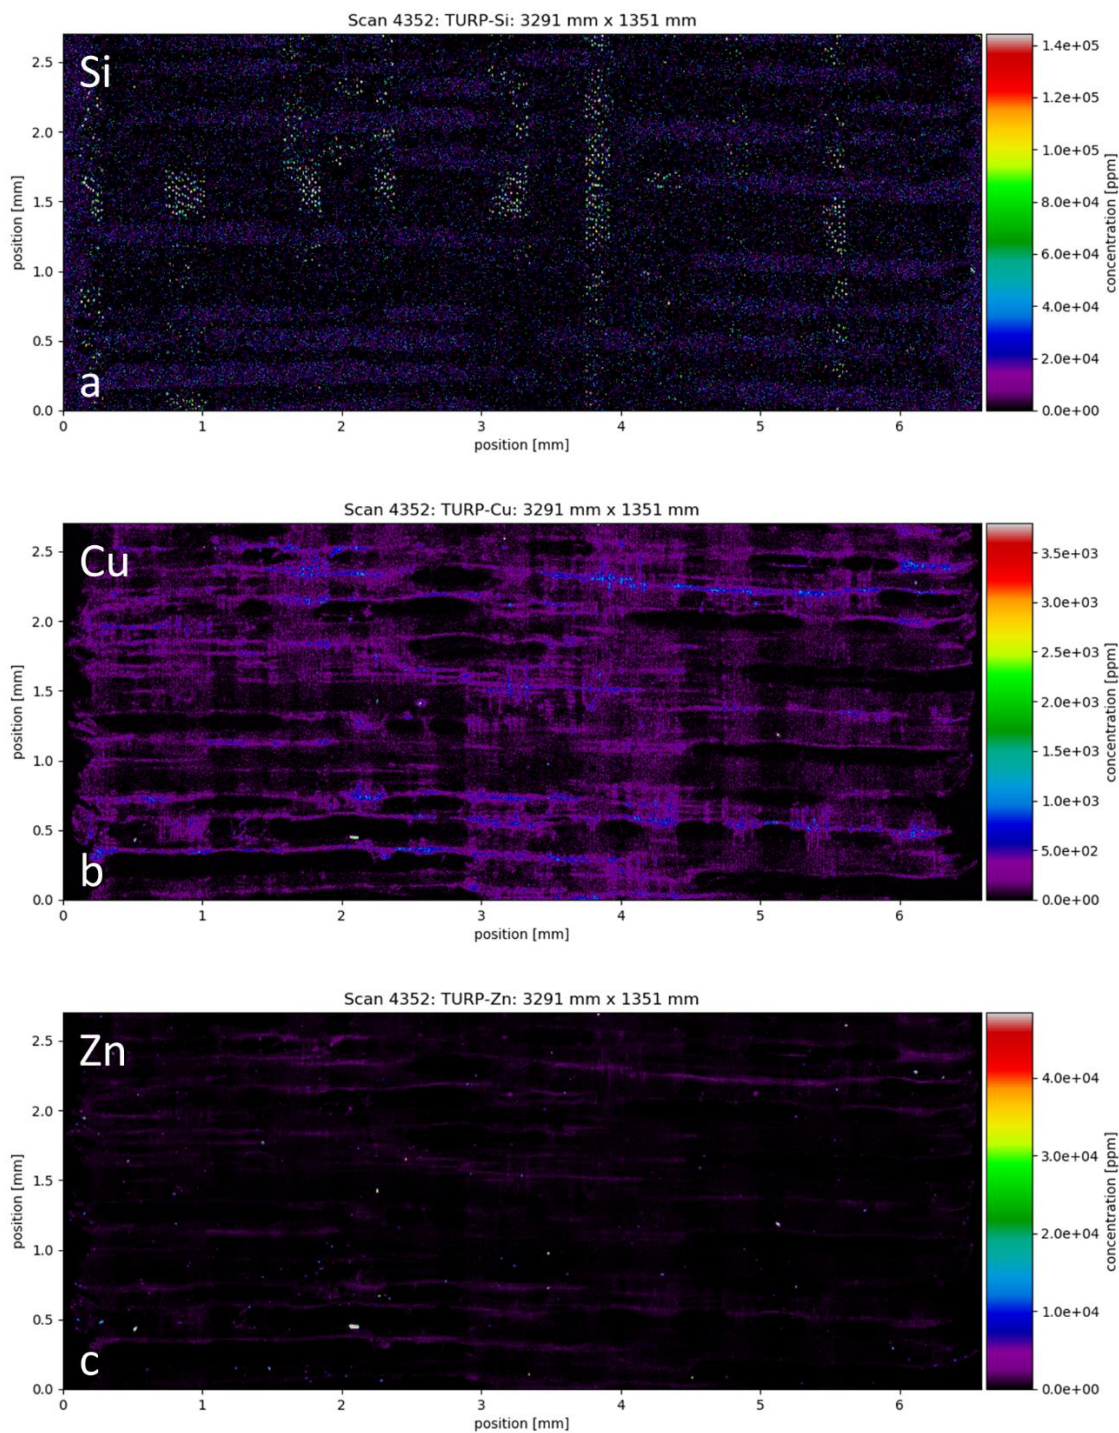 Scan 4352: TURP-Si: 3291 mm x 1351 mm
Si
a
position [mm]
2.5
2.0
1.5
1.0
0.5
0.0
0 1 2 3 4 5 6
position [mm]
1.4e+05
1.2e+05
1.0e+05
8.0e+04
6.0e+04
4.0e+04
2.0e+04
0.0e+00
concentration [ppm]
Scan 4352: TURP-Cu: 3291 mm x 1351 mm
Cu
b
position [mm]
2.5
2.0
1.5
1.0
0.5
0.0
0 1 2 3 4 5 6
position [mm]
3.5e+03
3.0e+03
2.5e+03
2.0e+03
1.5e+03
1.0e+03
5.0e+02
0.0e+00
concentration [ppm]
Scan 4352: TURP-Zn: 3291 mm x 1351 mm
Zn
c
position [mm]
2.5
2.0
1.5
1.0
0.5
0.0
0 1 2 3 4 5 6
position [mm]
4.0e+04
3.0e+04
2.0e+04
1.0e+04
0.0e+00
concentration [ppm]